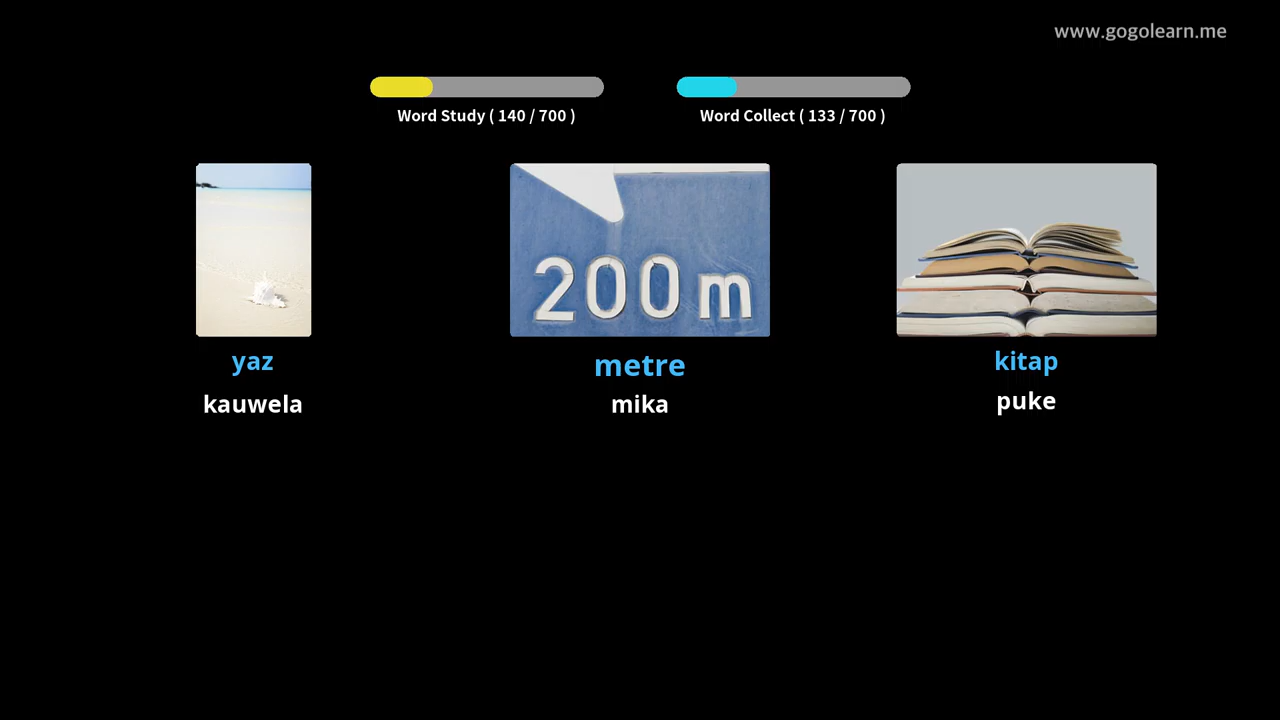 www.gogolearn.me
Word Study ( 140 / 700 )
Word Collect ( 133 / 700 )
200 m
yaz
metre
kitap
kauwela
mika
puke